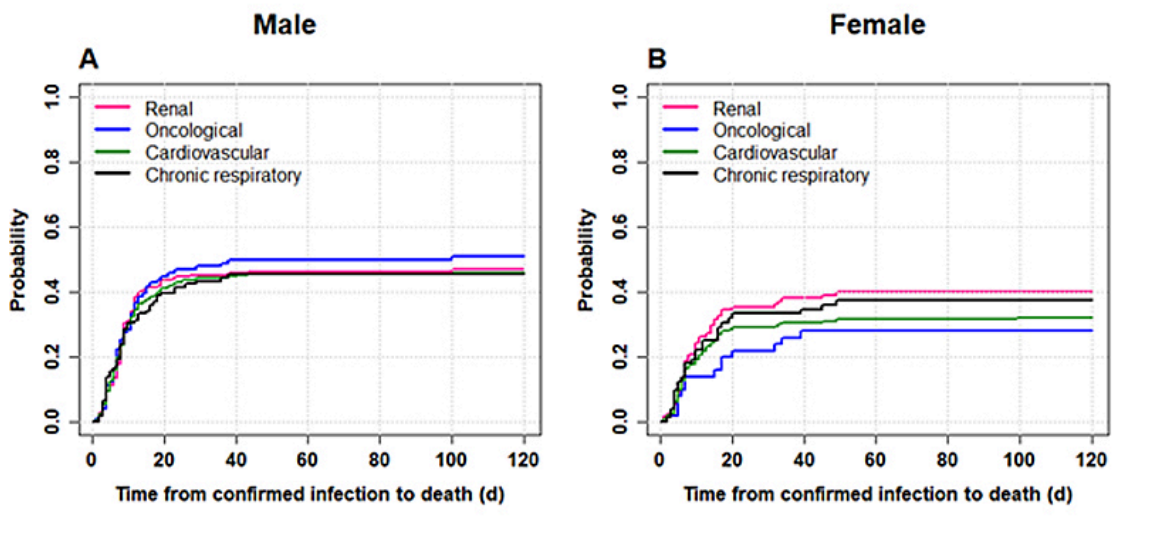 Male
A
Renal
Oncological
Cardiovascular
Chronic respiratory
Probability
0.0 0.2 0.4 0.6 0.8 1.0
0 20 40 60 80 100 120
Time from confirmed infection to death (d)
Female
B
Renal
Oncological
Cardiovascular
Chronic respiratory
Probability
0.0 0.2 0.4 0.6 0.8 1.0
0 20 40 60 80 100 120
Time from confirmed infection to death (d)